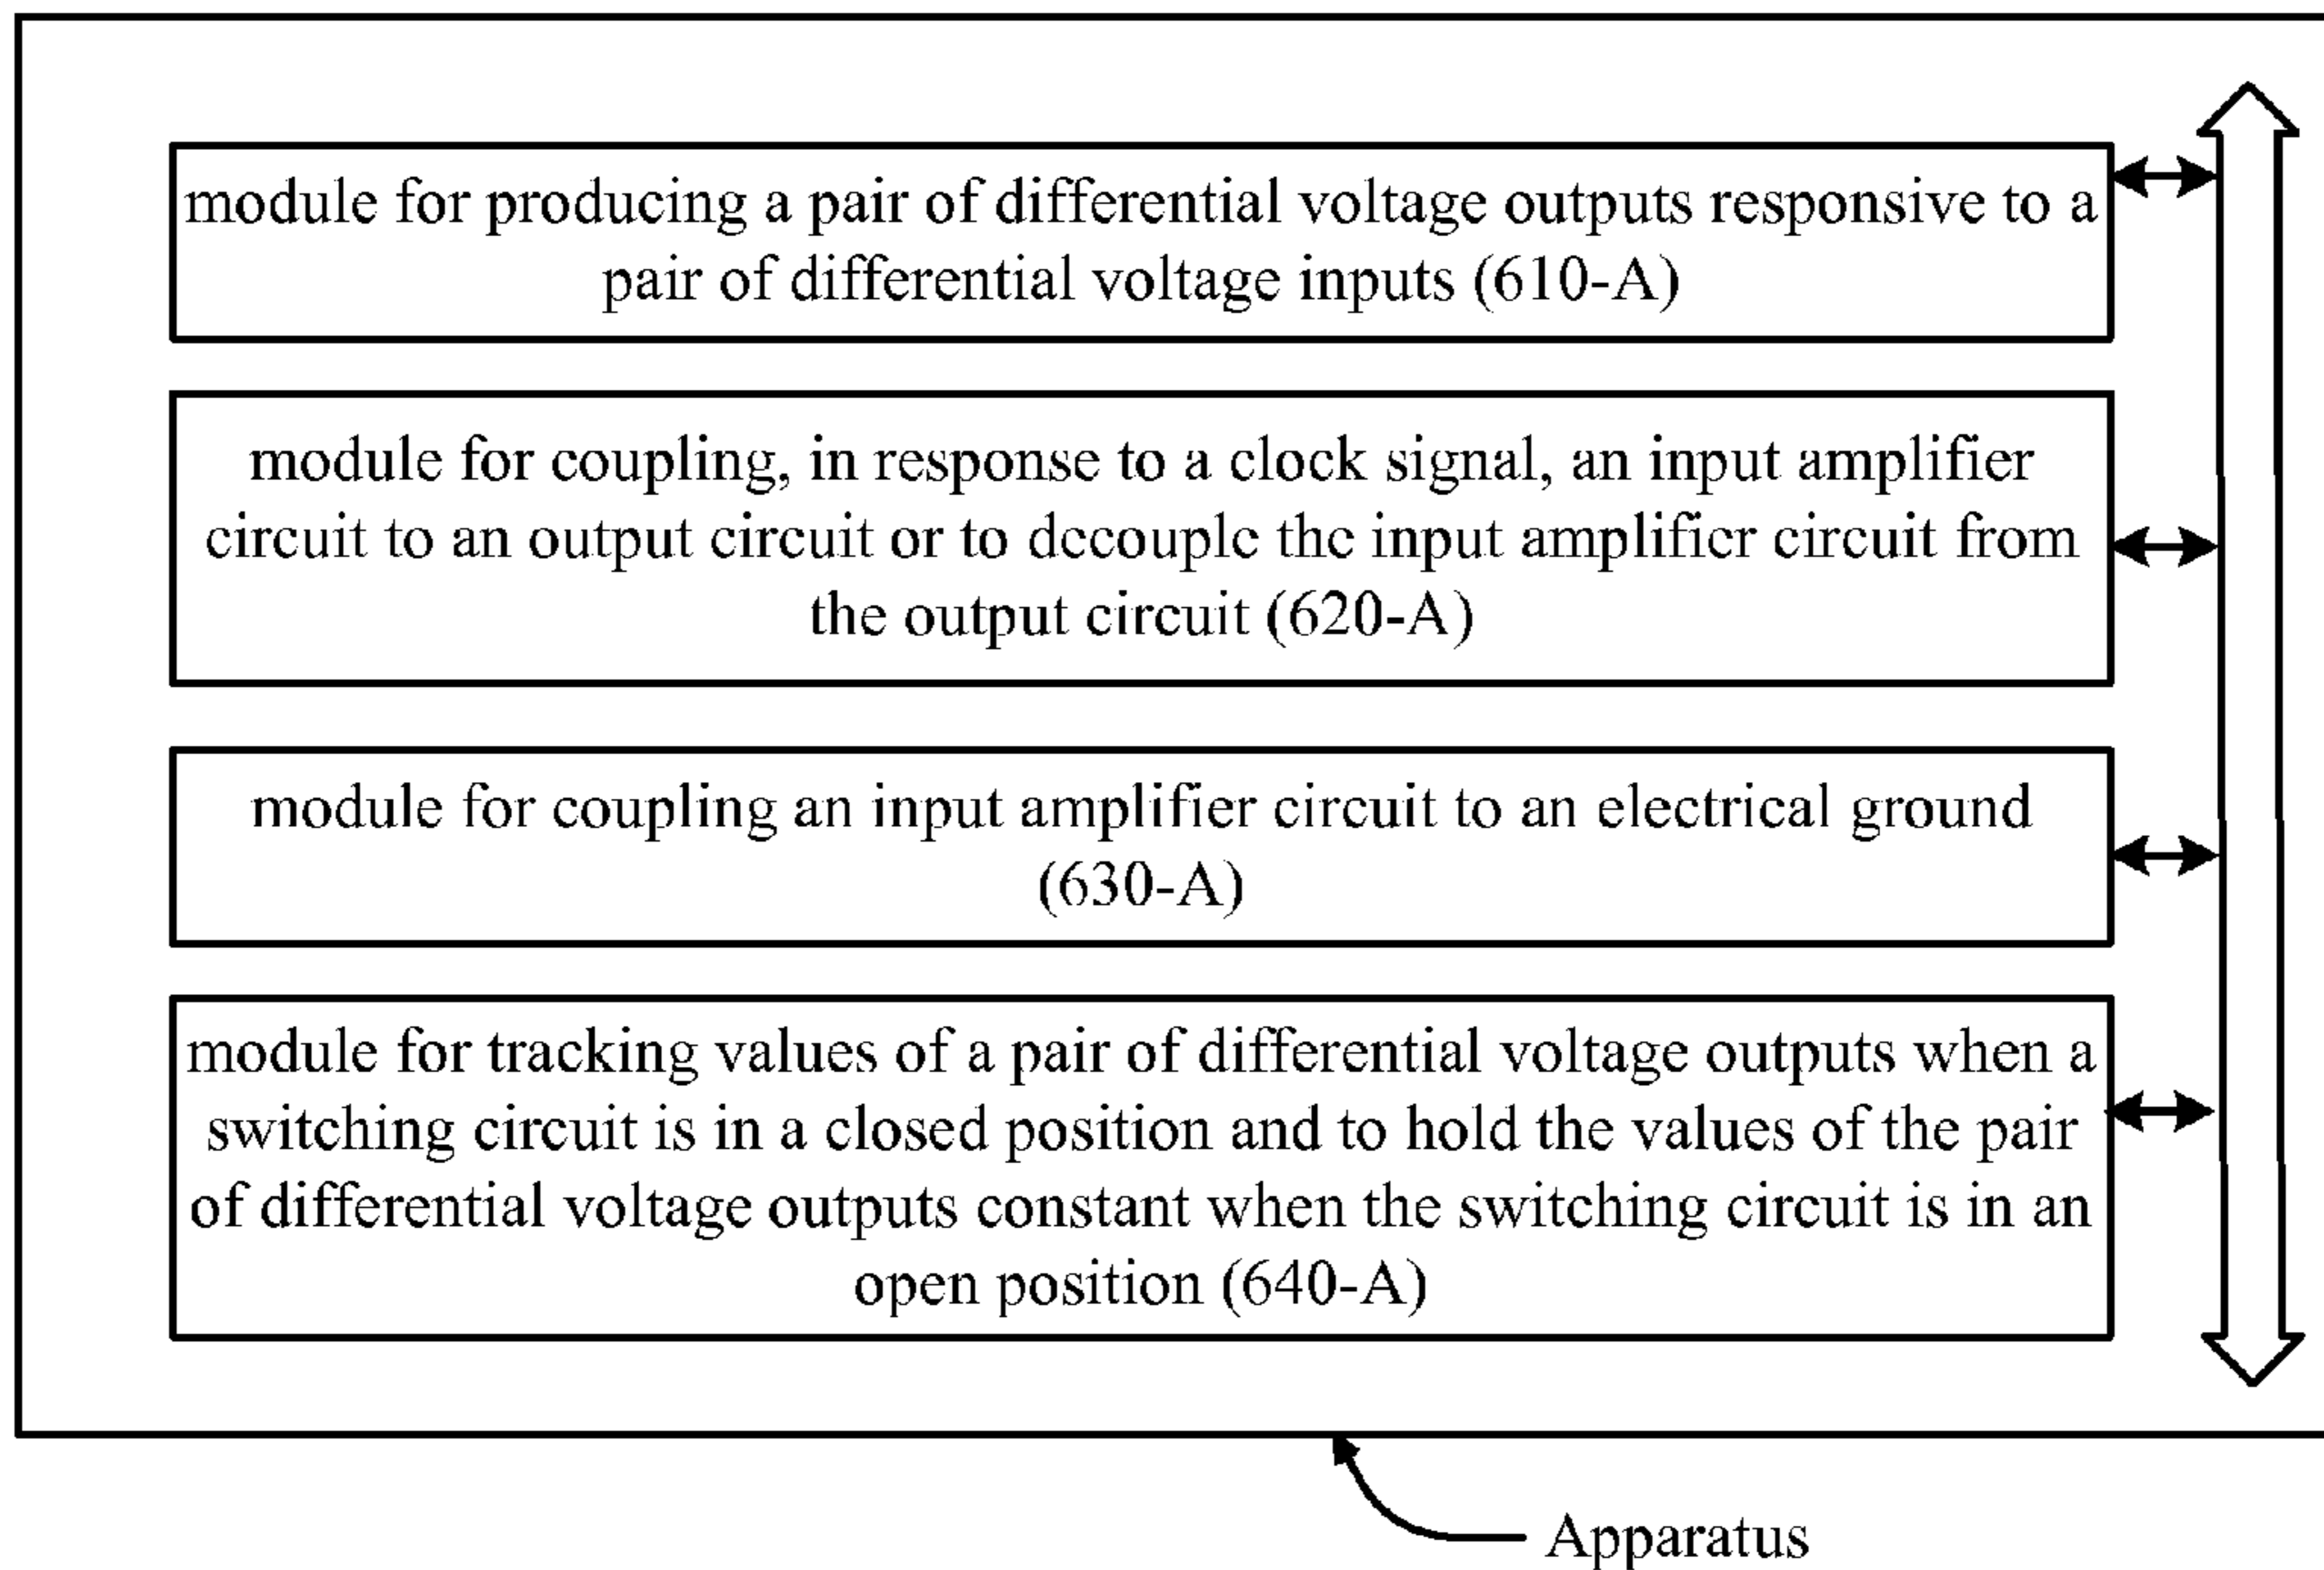 module for producing a pair of differential voltage outputs responsive to a
pair of differential voltage inputs (610-A)
module for coupling, in response to a clock signal, an input amplifier
circuit to an output circuit or to decouple the input amplifier circuit from
the output circuit (620-A)
module for coupling an input amplifier circuit to an electrical ground
(630-A)
module for tracking values of a pair of differential voltage outputs when a
switching circuit is in a closed position and to hold the values of the pair
of differential voltage outputs constant when the switching circuit is in an
open position (640-A)
Apparatus